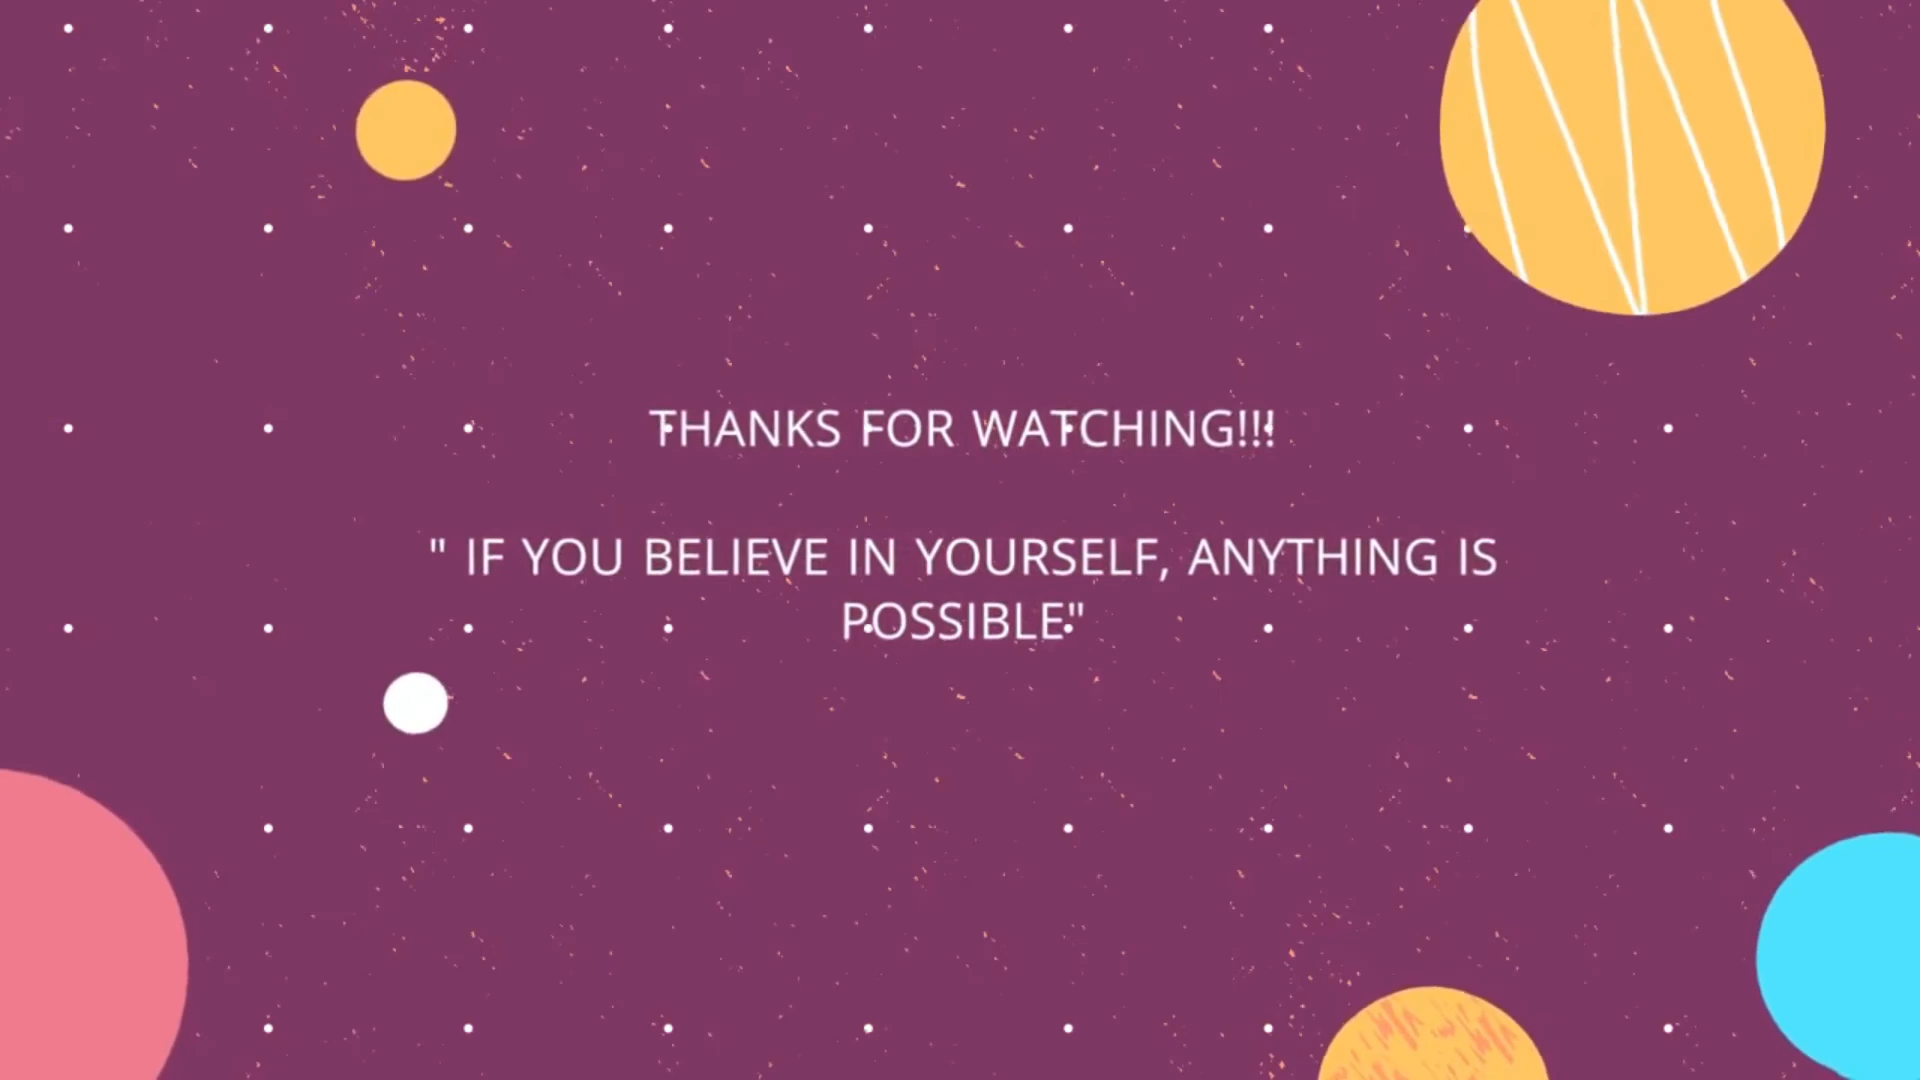 THANKS FOR WATCHING!!!
" IF YOU BELIEVE IN YOURSELF, ANYTHING IS
POSSIBLE"